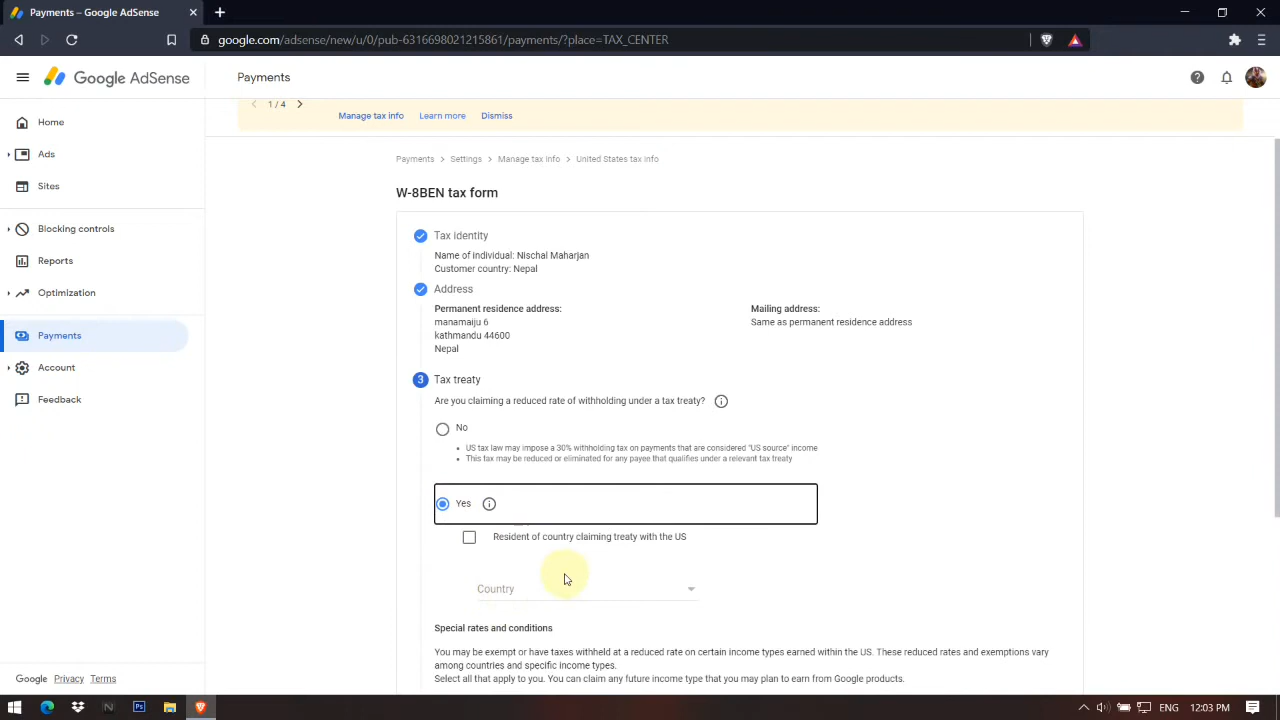 Payments – Google AdSense
google.com/adsense/new/u/0/pub-6316698021215861/payments/?place=TAX_CENTER
Google AdSense
Payments
1 / 4
Manage tax info Learn more Dismiss
Home
Ads
Sites
Blocking controls
Reports
Optimization
Payments
Account
Feedback
Payments > Settings > Manage tax info > United States tax info
W-8BEN tax form
Tax identity
Name of individual: Nischal Maharjan
Customer country: Nepal
Address
Permanent residence address:
manamaiju 6
kathmandu 44600
Nepal
Mailing address:
Same as permanent residence address
3 Tax treaty
Are you claiming a reduced rate of withholding under a tax treaty?
No
US tax law may impose a 30% withholding tax on payments that are considered "US source" income
This tax may be reduced or eliminated for any payee that qualifies under a relevant tax treaty
Yes
Resident of country claiming treaty with the US
Country
Special rates and conditions
You may be exempt or have taxes withheld at a reduced rate on certain income types earned within the US. These reduced rates and exemptions vary
among countries and specific income types.
Select all that apply to you. You can claim any future income type that you may plan to earn from Google products.
Google Privacy Terms
ENG 12:03 PM